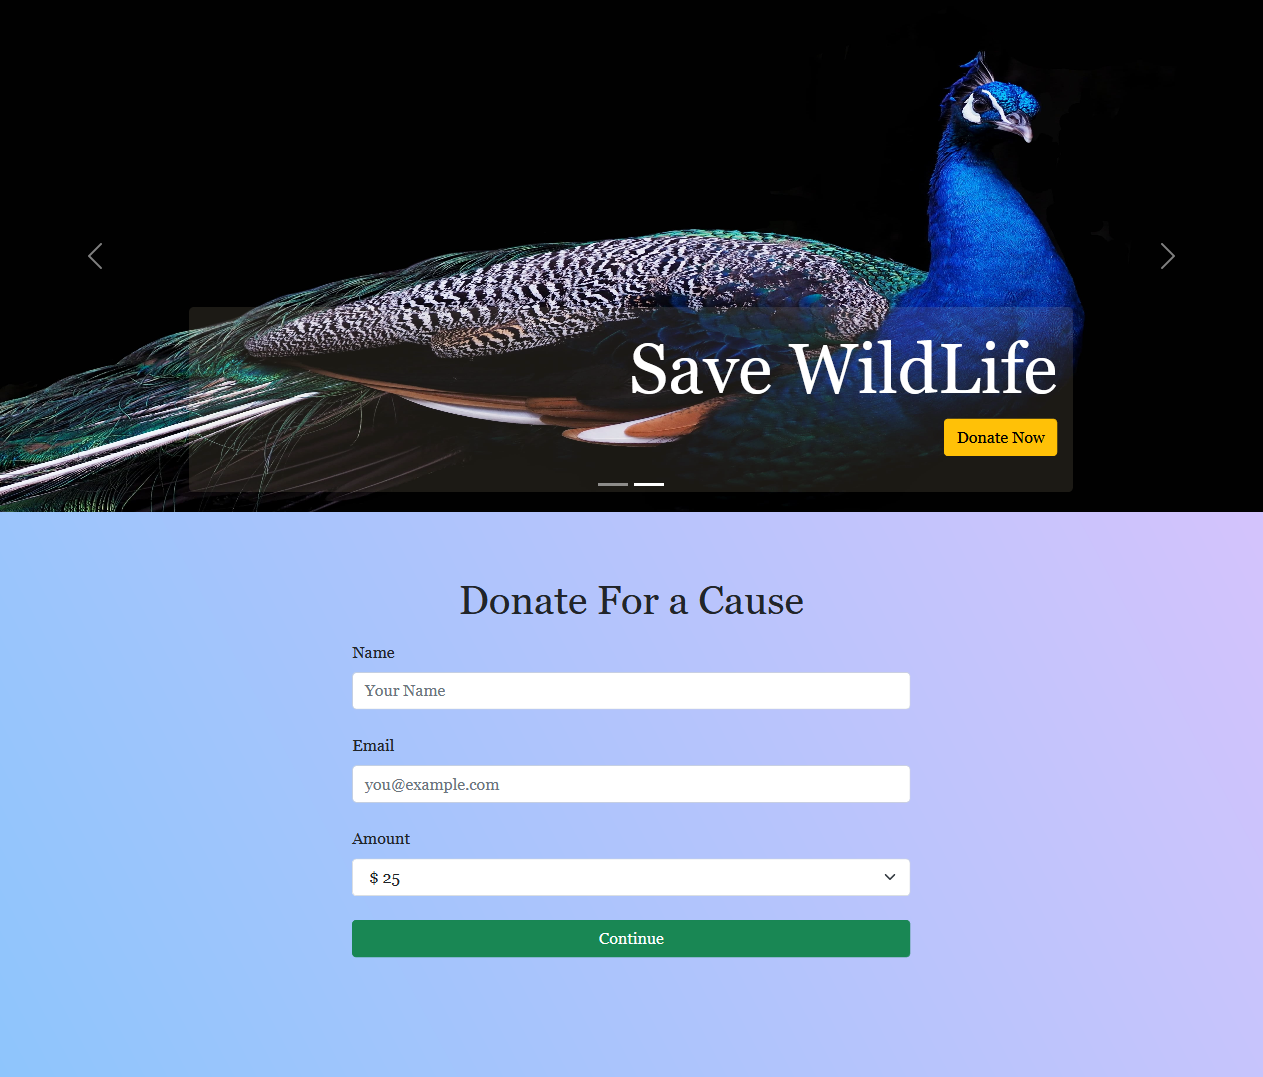 Save WildLife
Donate Now
Donate For a Cause
Name
Your Name
Email
you@example.com
Amount
$ 25
Continue